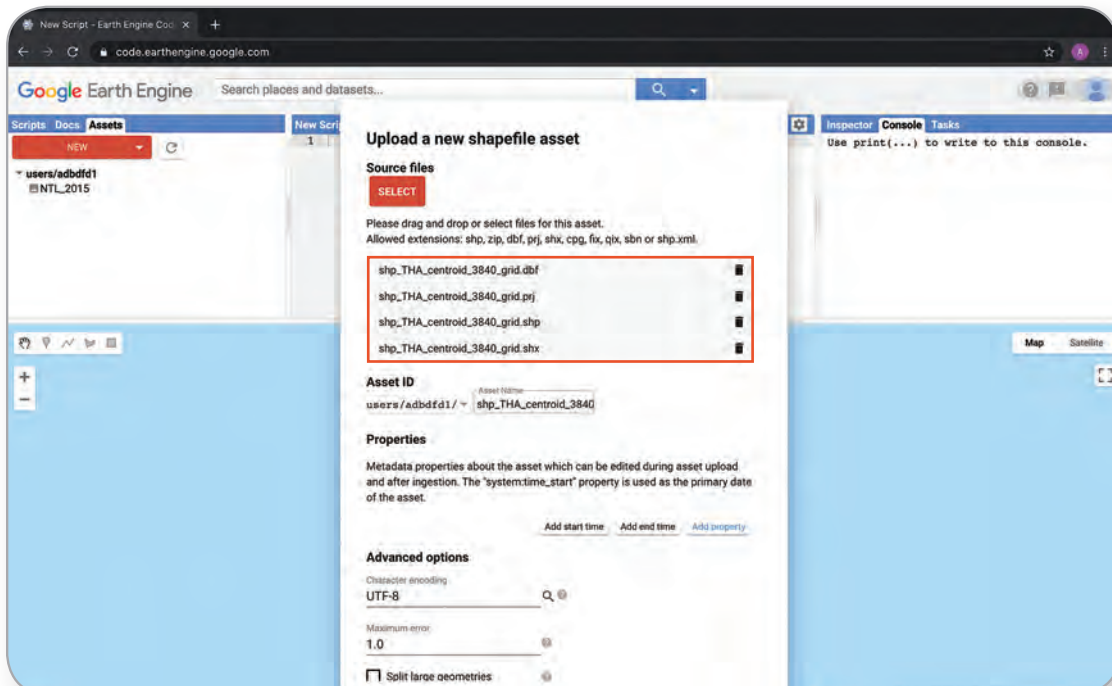 New Script - Earth Engine Coo
code.earthengine.google.com
A
Google Earth Engine
Search places and datasets...
Scripts Docs Assets
NEW
users/adbdfd1
NTL_2015
New Scri
1
Inspector Console Tasks
Use print(...) to write to this console.
Upload a new shapefile asset
Source files
SELECT
Please drag and drop or select files for this asset.
Allowed extensions: shp, zip, dbf, prj, shx, cpg, fix, qix, sbn or shp.xml.
shp_THA_centroid_3840_grid.dbf
shp_THA_centroid_3840_grid.prj
shp_THA_centroid_3840_grid.shp
shp_THA_centroid_3840_grid.shx
Asset ID
Asset Name
users/adbdfd1/ shp_THA_centroid_3840
Properties
Metadata properties about the asset which can be edited during asset upload
and after ingestion. The "system:time_start" property is used as the primary date
of the asset.
Add start time Add end time Add property
Advanced options
Character encoding
UTF-8
Maximum error
1.0
Split large geometries
Map Satellite
+
−